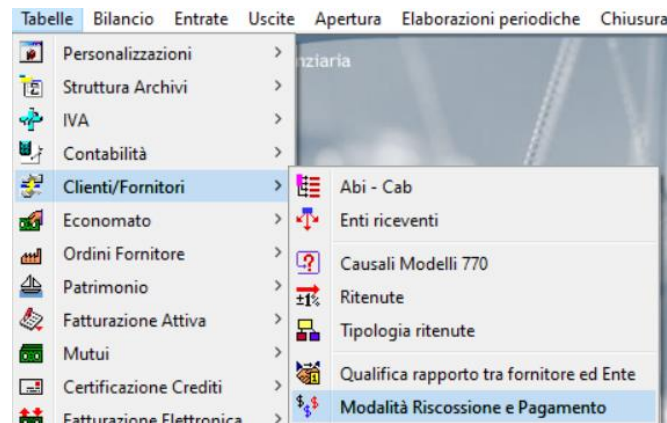 Tabelle Bilancio Entrate Uscite Apertura Elaborazioni periodiche Chiusura
nziaria
Personalizzazioni
Struttura Archivi
IVA
Contabilità
Clienti/Fornitori
Abi - Cab
Economato
Enti riceventi
Ordini Fornitore
Causali Modelli 770
Patrimonio
Ritenute
Fatturazione Attiva
Tipologia ritenute
Mutui
Qualifica rapporto tra fornitore ed Ente
Certificazione Crediti
Modalità Riscossione e Pagamento
Fatturazione Elettronica